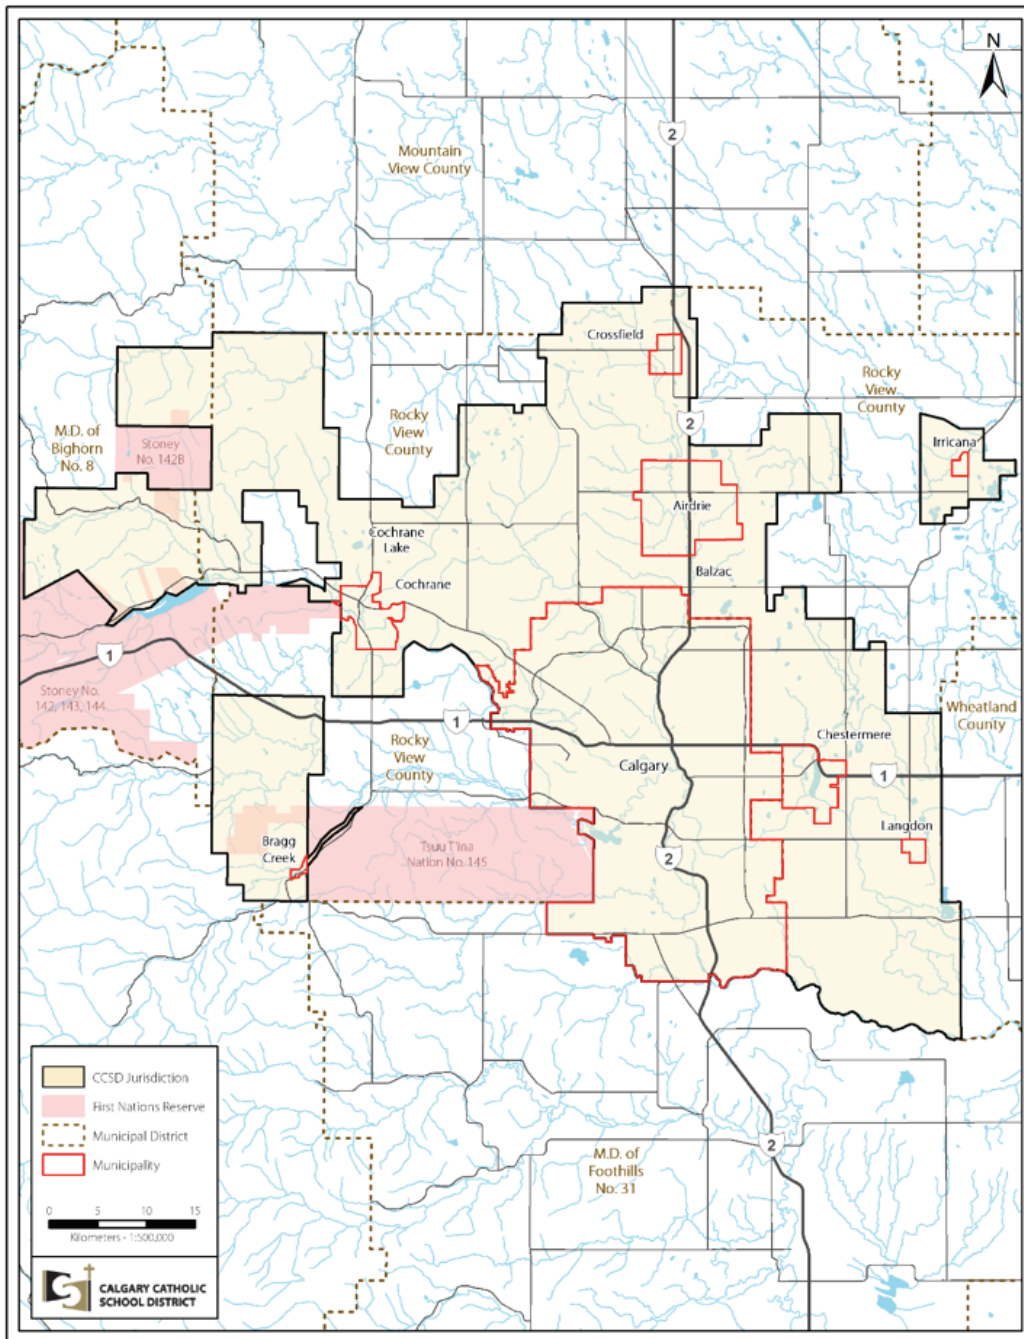 N
2
Mountain
View County
Crossfield
Rocky
View
County
2
Rocky
View
County
M.D. of
Bighorn
No. 8
Stoney
No. 142B
Irricana
Airdrie
Cochrane
Lake
Balzac
Cochrane
1
Stoney No.
142, 143, 144
Wheatland
County
1
Rocky
View
County
Chestermere
Calgary
1
Langdon
Bragg
Creek
Tsuu T'ina
Nation No. 145
2
CCSD Jurisdiction
First Nations Reserve
Municipal District
Municipality
0 5 10 15
Kilometers - 1:500,000
2
M.D. of
Foothills
No. 31
CALGARY CATHOLIC
SCHOOL DISTRICT